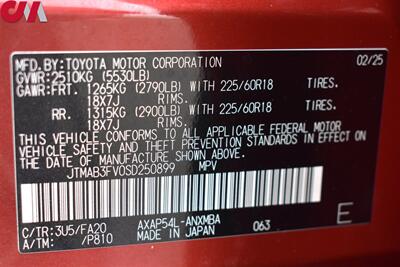 CM
MFD.BY: TOYOTA MOTOR CORPORATION 02/25
GVWR: 2510KG (5530LB)
GAWR: FRT. 1265KG (2790LB) WITH 225/60R18 TIRES.
18X7J RIMS.
RR. 1315KG (2900LB) WITH 225/60R18 TIRES.
18X7J RIMS.
THIS VEHICLE CONFORMS TO ALL APPLICABLE FEDERAL MOTOR
VEHICLE SAFETY AND THEFT PREVENTION STANDARDS IN EFFECT ON
THE DATE OF MANUFACTURE SHOWN ABOVE.
JTMAB3FV0SD250899 MPV
C/TR: 3U5/FA20 AXAP54L-ANXMBA 063 E
A/TM: /P810 MADE IN JAPAN